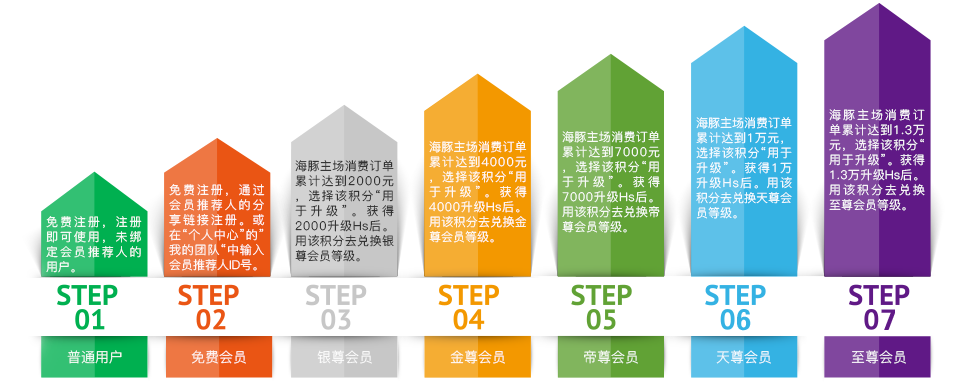 免费注册，注册
即可使用，未绑
定会员推荐人的
用户。
STEP
01
普通用户
免费注册，通过
会员推荐人的分
享链接注册。或
在“个人中心”的”
我的团队“中输入
会员推荐人ID号。
STEP
02
免费会员
海豚主场消费订单
累计达到2000元
，选择该积分“用
于升级”。获得
2000升级Hs后。
用该积分去兑换银
尊会员等级。
STEP
03
银尊会员
海豚主场消费订单
累计达到4000元
，选择该积分“用
于升级”。获得
4000升级Hs后。
用该积分去兑换金
尊会员等级。
STEP
04
金尊会员
海豚主场消费订单
累计达到7000元
，选择该积分“用
于升级”。获得
7000升级Hs后。
用该积分去兑换帝
尊会员等级。
STEP
05
帝尊会员
海豚主场消费订单
累计达到1万元，
选择该积分“用于
升级”。获得1万
升级Hs后。用该
积分去兑换天尊会
员等级。
STEP
06
天尊会员
海豚主场消费订
单累计达到1.3万
元，选择该积分“
用于升级”。获得
1.3万升级Hs后。
用该积分去兑换
至尊会员等级。
STEP
07
至尊会员